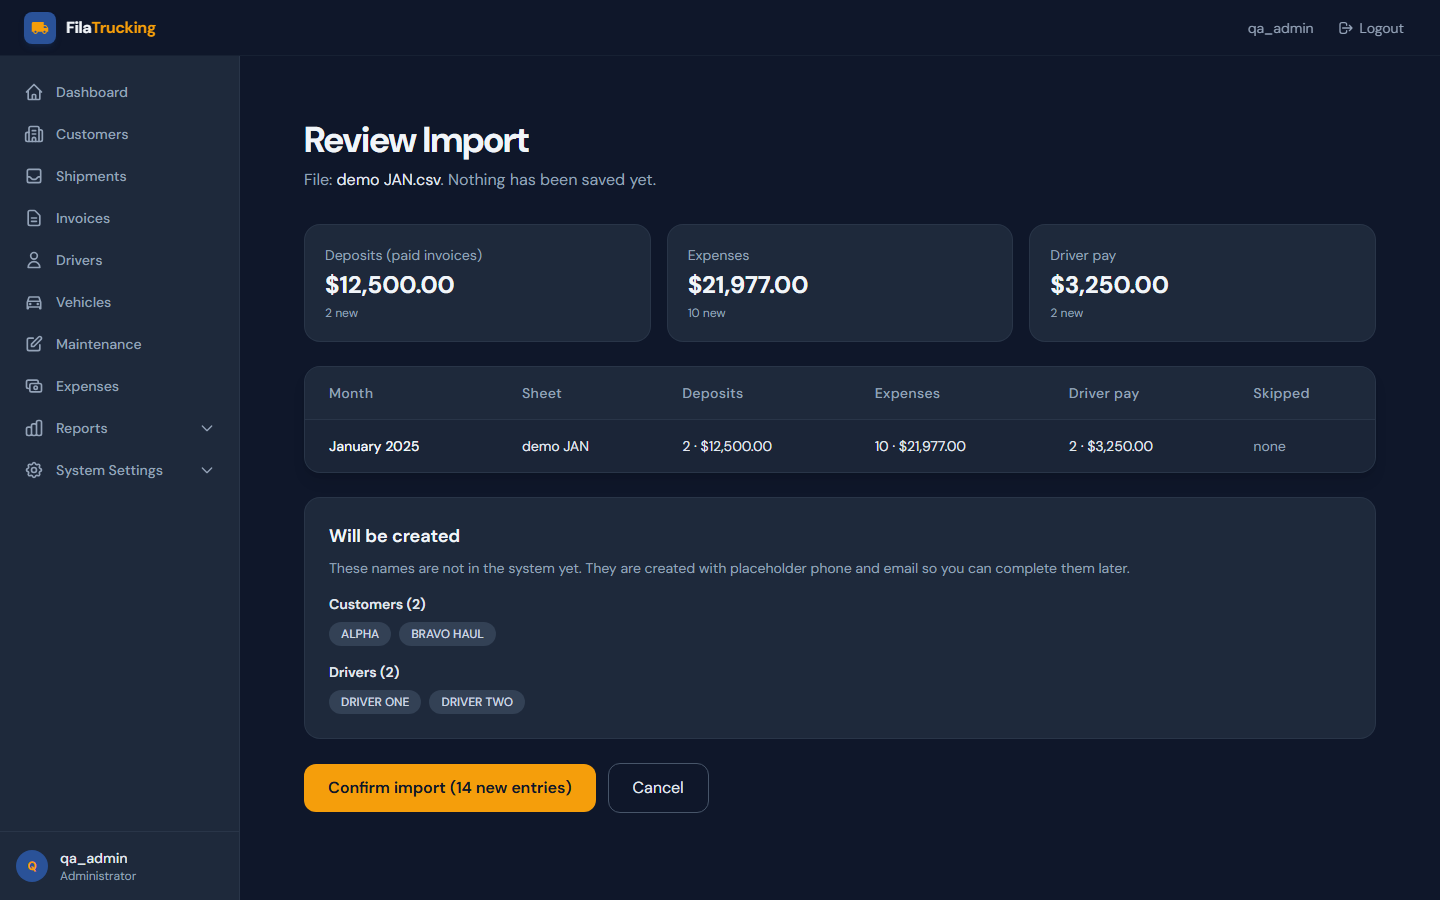 FilaTrucking
qa_admin
Logout
Dashboard
Customers
Shipments
Invoices
Drivers
Vehicles
Maintenance
Expenses
Reports
System Settings
qa_admin
Administrator
Review Import
File: demo JAN.csv. Nothing has been saved yet.
Deposits (paid invoices)
$12,500.00
2 new
Expenses
$21,977.00
10 new
Driver pay
$3,250.00
2 new
Month Sheet Deposits Expenses Driver pay Skipped
January 2025 demo JAN 2 · $12,500.00 10 · $21,977.00 2 · $3,250.00 none
Will be created
These names are not in the system yet. They are created with placeholder phone and email so you can complete them later.
Customers (2)
ALPHA BRAVO HAUL
Drivers (2)
DRIVER ONE DRIVER TWO
Confirm import (14 new entries) Cancel
Q